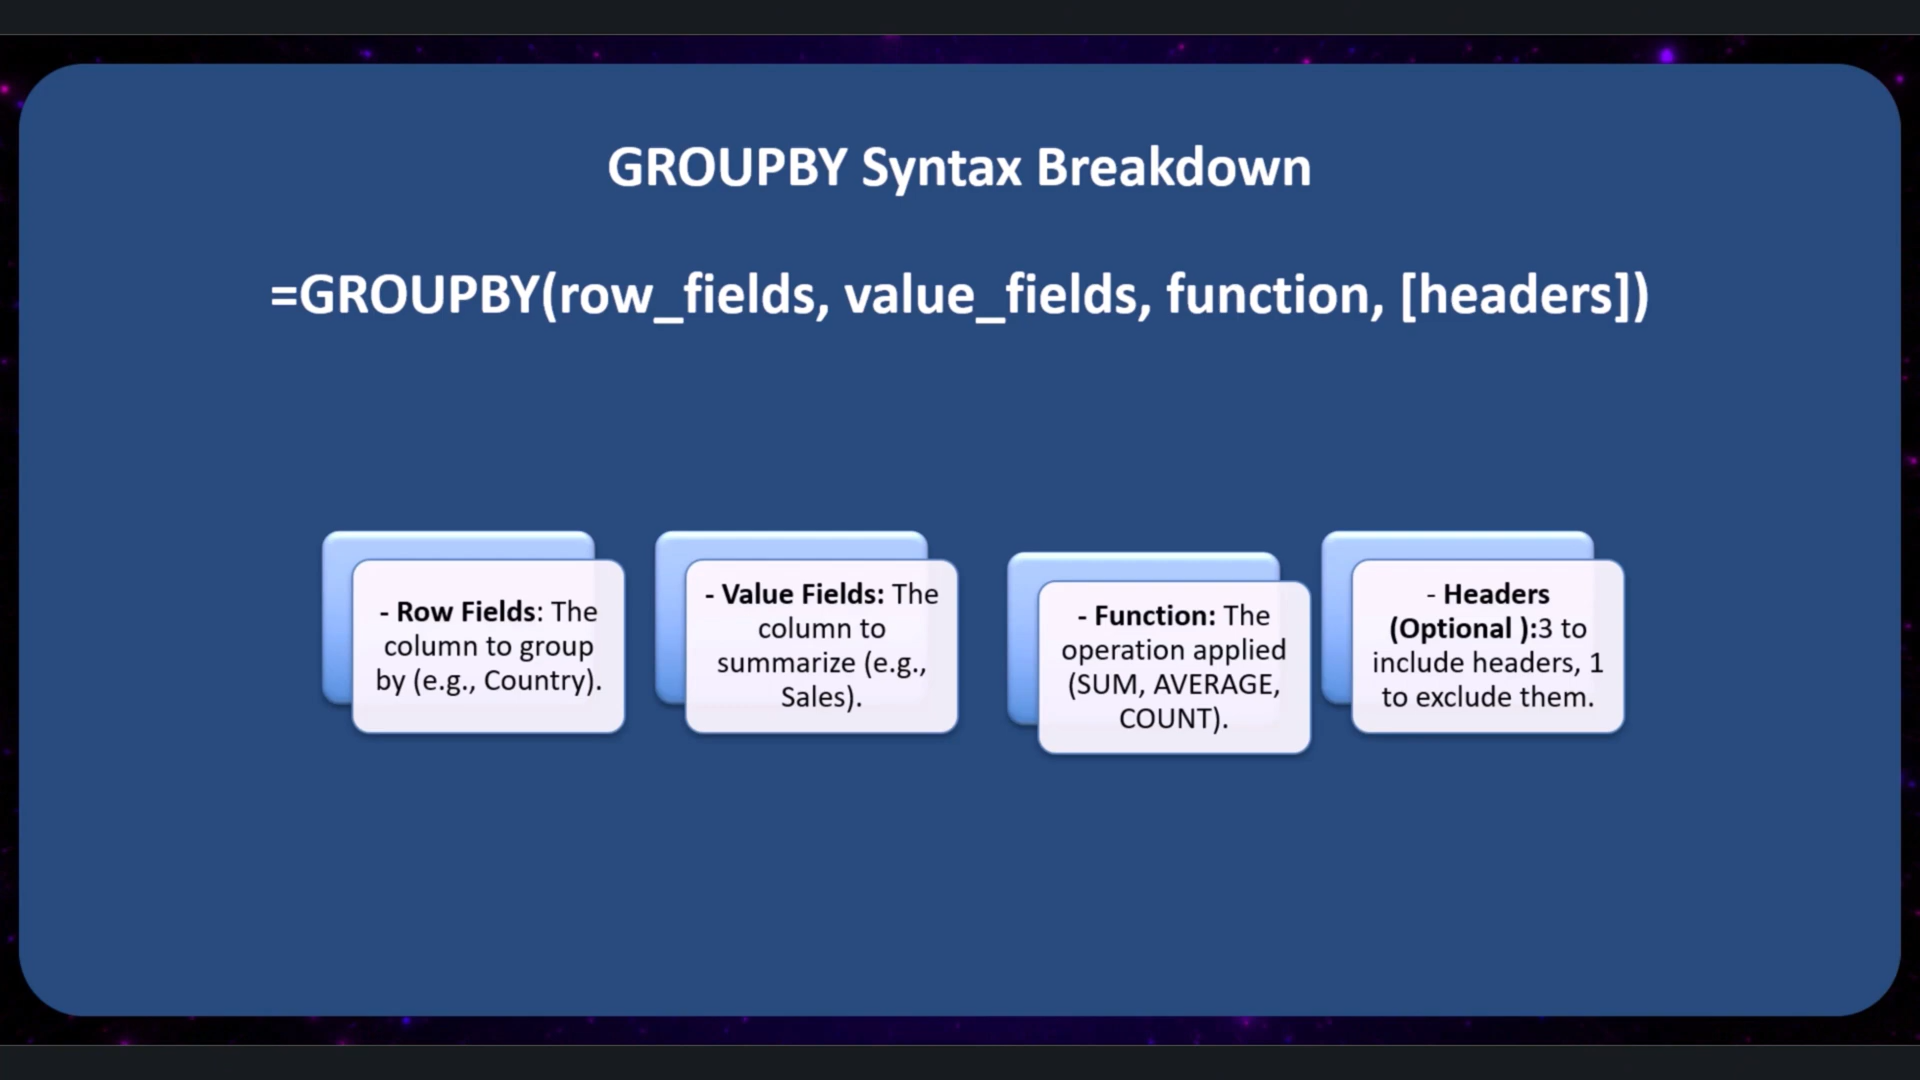 GROUPBY Syntax Breakdown
=GROUPBY(row_fields, value_fields, function, [headers])
- Row Fields: The
column to group
by (e.g., Country).
- Value Fields: The
column to
summarize (e.g.,
Sales).
- Function: The
operation applied
(SUM, AVERAGE,
COUNT).
- Headers
(Optional ):3 to
include headers, 1
to exclude them.